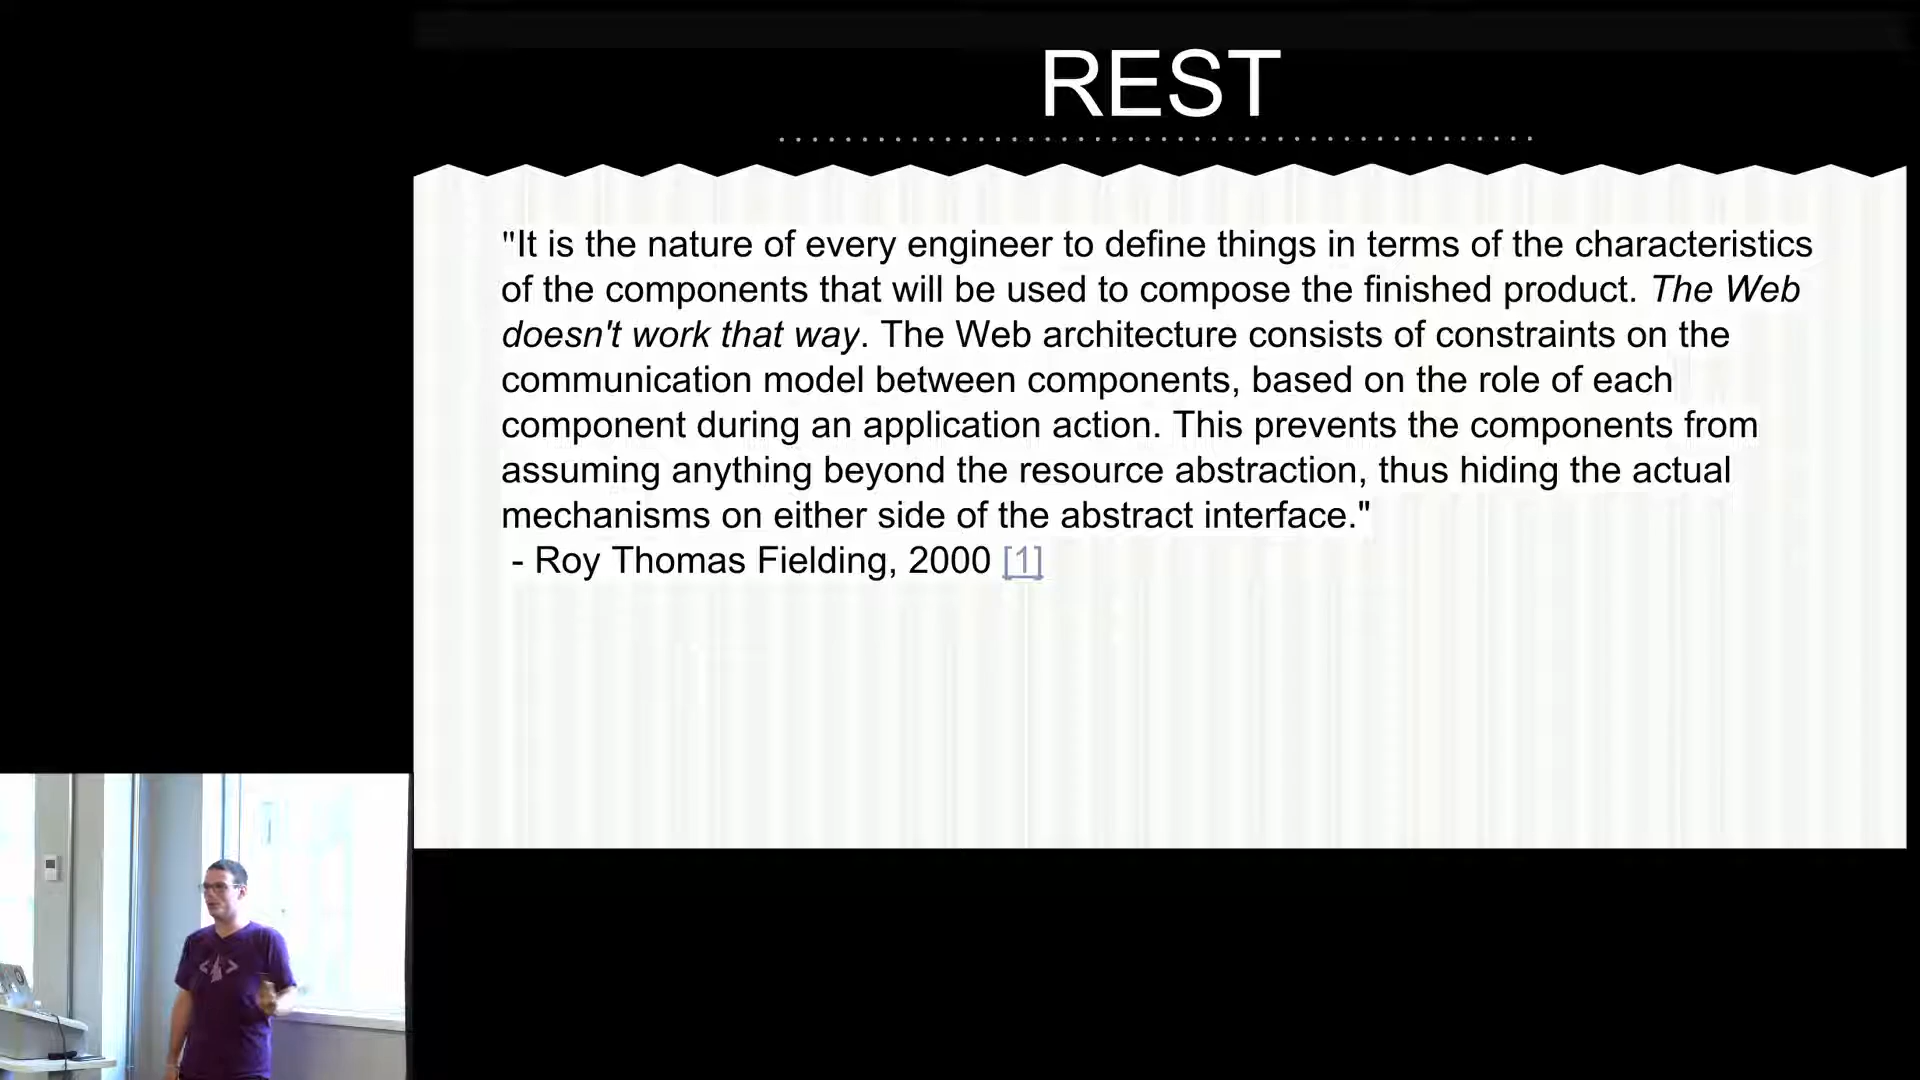 REST
"It is the nature of every engineer to define things in terms of the characteristics
of the components that will be used to compose the finished product. The Web
doesn't work that way. The Web architecture consists of constraints on the
communication model between components, based on the role of each
component during an application action. This prevents the components from
assuming anything beyond the resource abstraction, thus hiding the actual
mechanisms on either side of the abstract interface."
- Roy Thomas Fielding, 2000 [1]